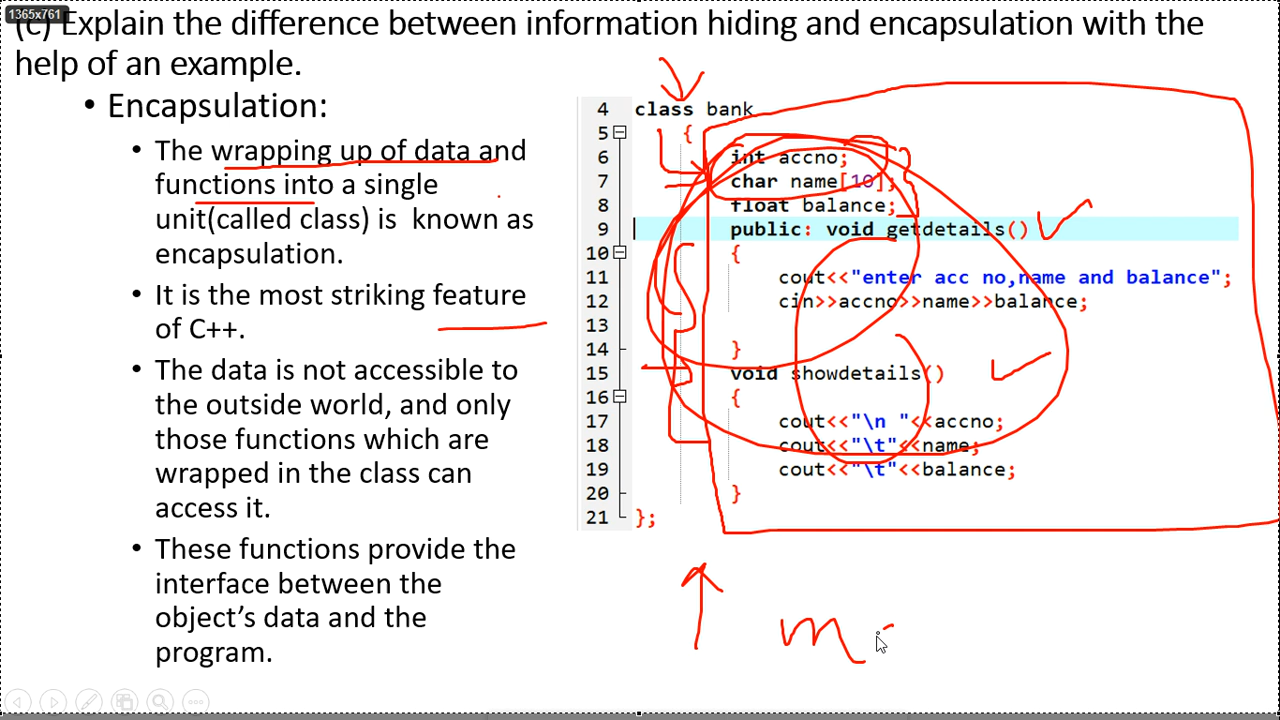 1365x761
(c) Explain the difference between information hiding and encapsulation with the
help of an example.
• Encapsulation:
• The wrapping up of data and
functions into a single
unit(called class) is known as
encapsulation.
• It is the most striking feature
of C++.
• The data is not accessible to
the outside world, and only
those functions which are
wrapped in the class can
access it.
• These functions provide the
interface between the
object's data and the
program.
4 class bank
5 {
6 int accno;
7 char name[10];
8 float balance;
9 public: void getdetails()
10 {
11 cout<<"enter acc no,name and balance";
12 cin>>accno>>name>>balance;
13
14 }
15 void showdetails()
16 {
17 cout<<"\n "<<accno;
18 cout<<"\t"<<name;
19 cout<<"\t"<<balance;
20 }
21 };
m